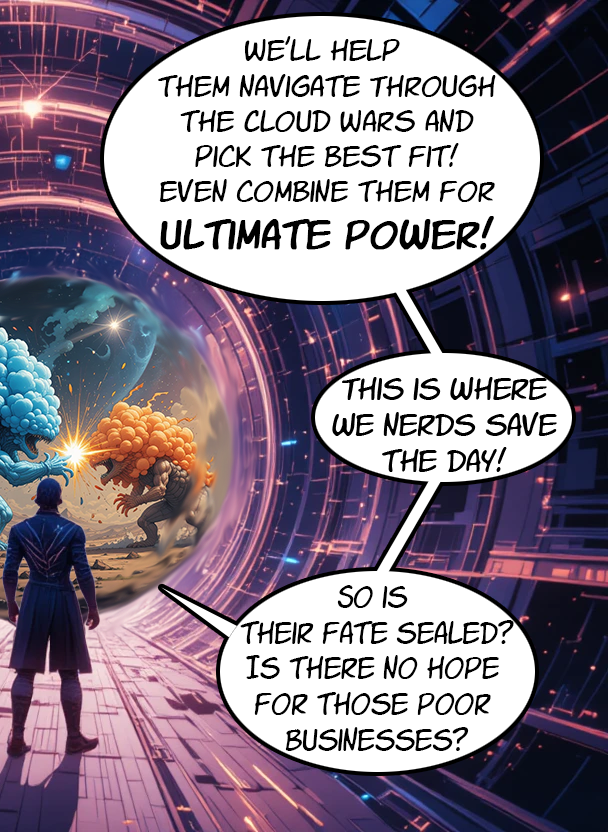 WE'LL HELP
THEM NAVIGATE THROUGH
THE CLOUD WARS AND
PICK THE BEST FIT!
EVEN COMBINE THEM FOR
ULTIMATE POWER!
THIS IS WHERE
WE NERDS SAVE
THE DAY!
SO IS
THEIR FATE SEALED?
IS THERE NO HOPE
FOR THOSE POOR
BUSINESSES?